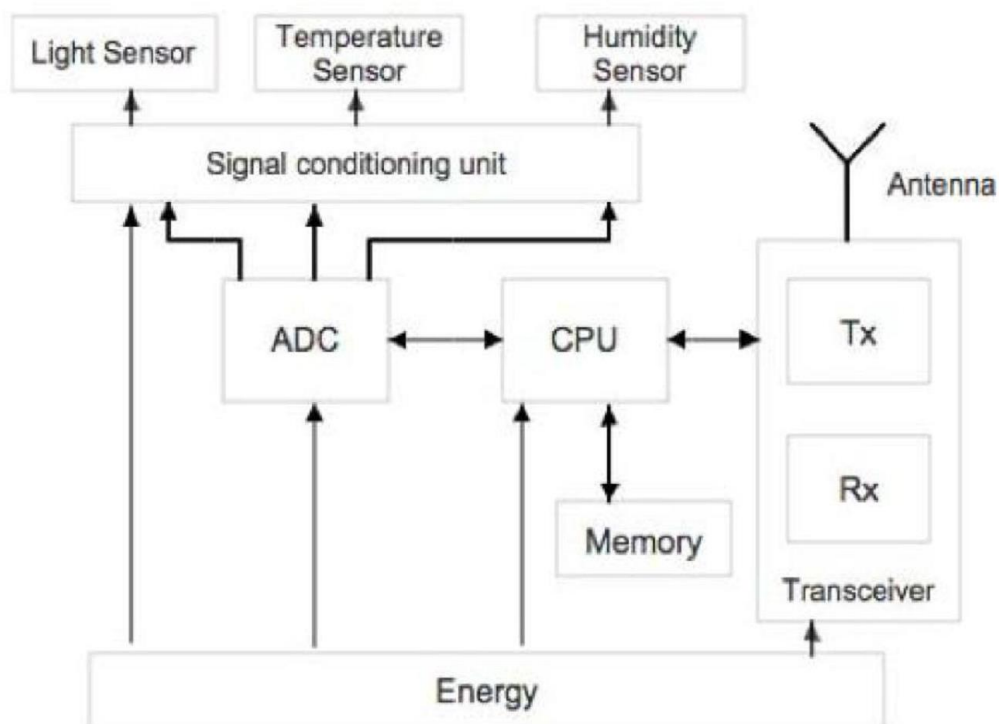 Light Sensor
Temperature
Sensor
Humidity
Sensor
Signal conditioning unit
Antenna
ADC
CPU
Tx
Rx
Memory
Transceiver
Energy